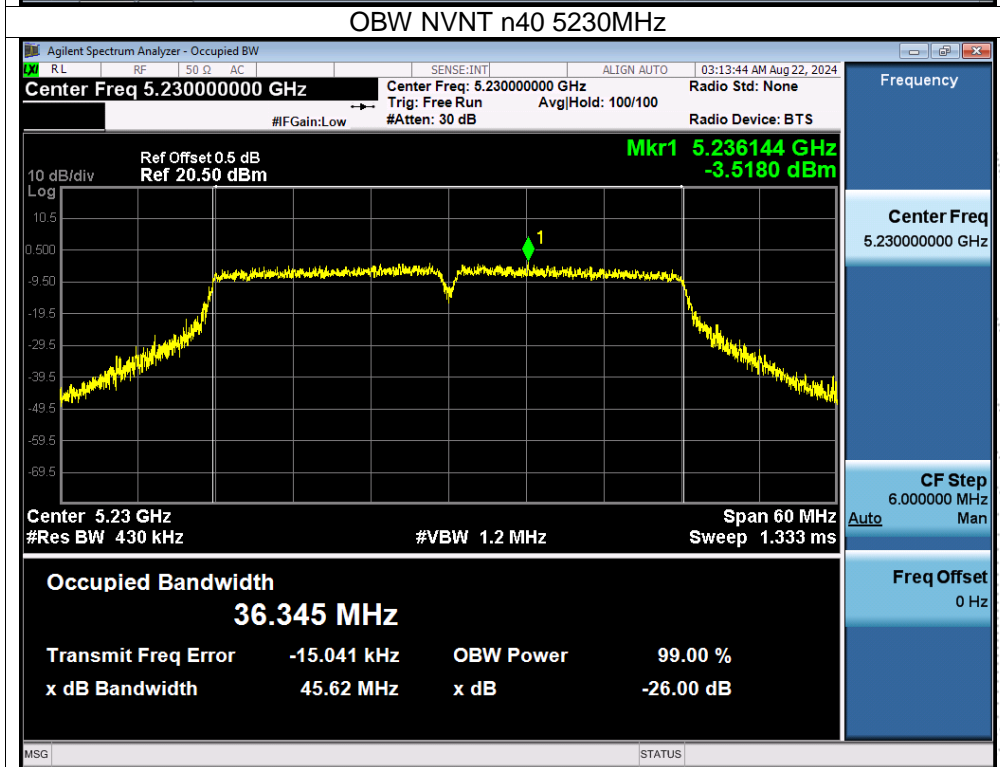 OBW NVNT n40 5230MHz
Agilent Spectrum Analyzer - Occupied BW
LXI RL RF 50 Ω AC SENSE:INT ALIGN AUTO 03:13:44 AM Aug 22, 2024
Center Freq 5.230000000 GHz
Center Freq: 5.230000000 GHz Radio Std: None
Trig: Free Run Avg|Hold: 100/100
#IFGain:Low #Atten: 30 dB Radio Device: BTS
Mkr1 5.236144 GHz
-3.5180 dBm
Ref Offset 0.5 dB
10 dB/div Ref 20.50 dBm
Log
10.5
0.500
-9.50
-19.5
-29.5
-39.5
-49.5
-59.5
-69.5
1
Center 5.23 GHz Span 60 MHz
#Res BW 430 kHz #VBW 1.2 MHz Sweep 1.333 ms
Occupied Bandwidth
36.345 MHz
Transmit Freq Error -15.041 kHz OBW Power 99.00 %
x dB Bandwidth 45.62 MHz x dB -26.00 dB
MSG STATUS
Frequency
Center Freq
5.230000000 GHz
CF Step
6.000000 MHz
Auto Man
Freq Offset
0 Hz